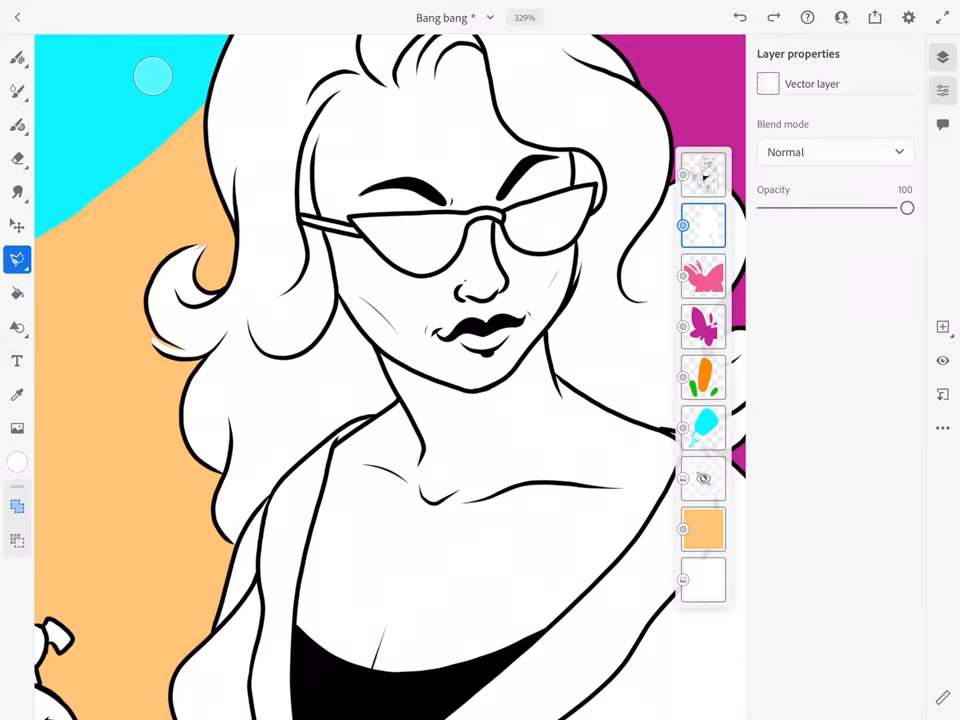 Bang bang *
329%
Layer properties
Vector layer
Blend mode
Normal
Opacity 100
T